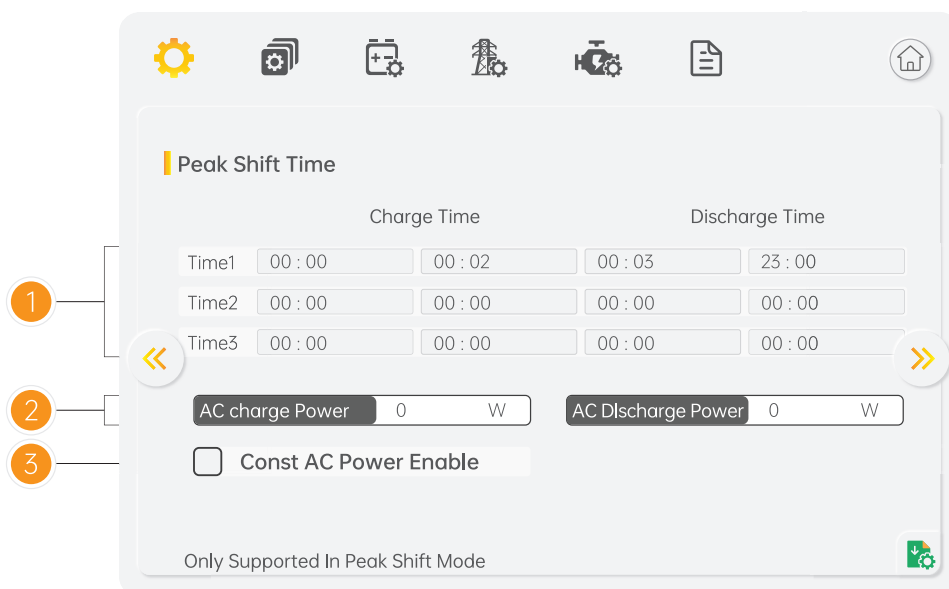 Peak Shift Time
Charge Time Discharge Time
1
Time1 00 : 00 00 : 02 00 : 03 23 : 00
Time2 00 : 00 00 : 00 00 : 00 00 : 00
Time3 00 : 00 00 : 00 00 : 00 00 : 00
2
AC charge Power 0 W AC DIscharge Power 0 W
3
Const AC Power Enable
Only Supported In Peak Shift Mode